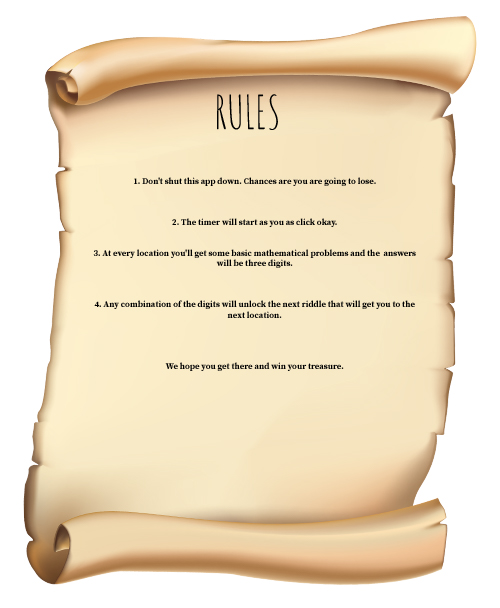 RULES
1. Don't shut this app down. Chances are you are going to lose.
2. The timer will start as you as click okay.
3. At every location you'll get some basic mathematical problems and the answers
will be three digits.
4. Any combination of the digits will unlock the next riddle that will get you to the
next location.
We hope you get there and win your treasure.